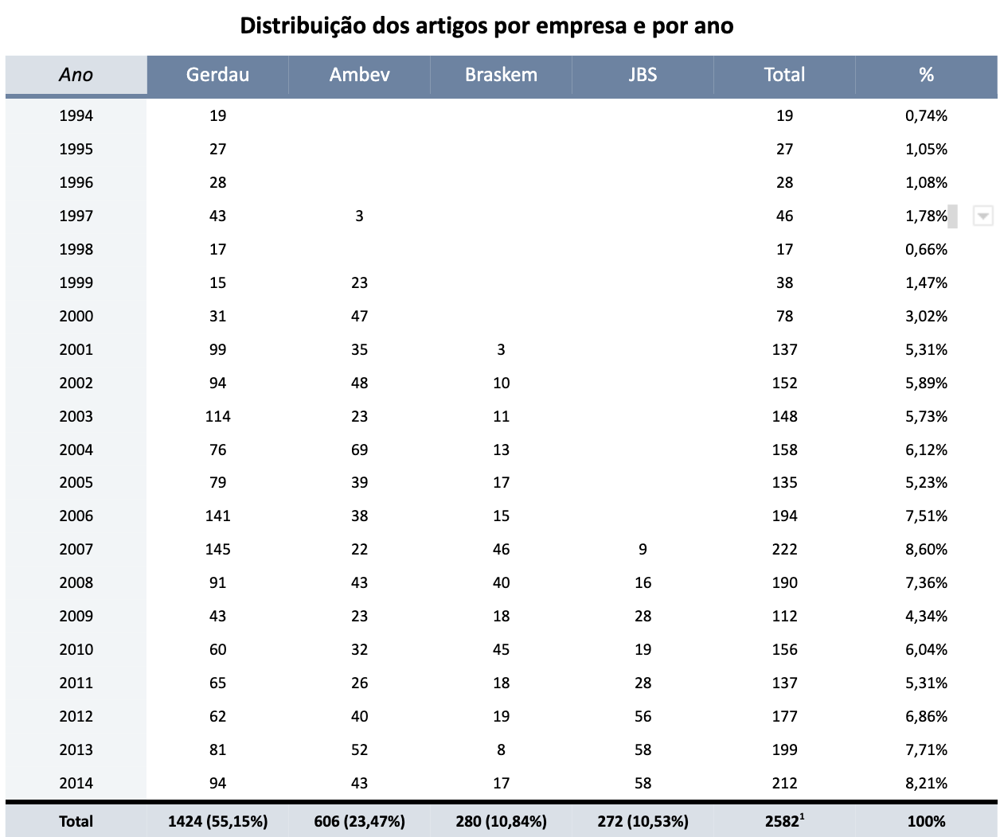 Distribuição dos artigos por empresa e por ano
Ano Gerdau Ambev Braskem JBS Total %
1994 19 19 0,74%
1995 27 27 1,05%
1996 28 28 1,08%
1997 43 3 46 1,78%
1998 17 17 0,66%
1999 15 23 38 1,47%
2000 31 47 78 3,02%
2001 99 35 3 137 5,31%
2002 94 48 10 152 5,89%
2003 114 23 11 148 5,73%
2004 76 69 13 158 6,12%
2005 79 39 17 135 5,23%
2006 141 38 15 194 7,51%
2007 145 22 46 9 222 8,60%
2008 91 43 40 16 190 7,36%
2009 43 23 18 28 112 4,34%
2010 60 32 45 19 156 6,04%
2011 65 26 18 28 137 5,31%
2012 62 40 19 56 177 6,86%
2013 81 52 8 58 199 7,71%
2014 94 43 17 58 212 8,21%
Total 1424 (55,15%) 606 (23,47%) 280 (10,84%) 272 (10,53%) 2582¹ 100%